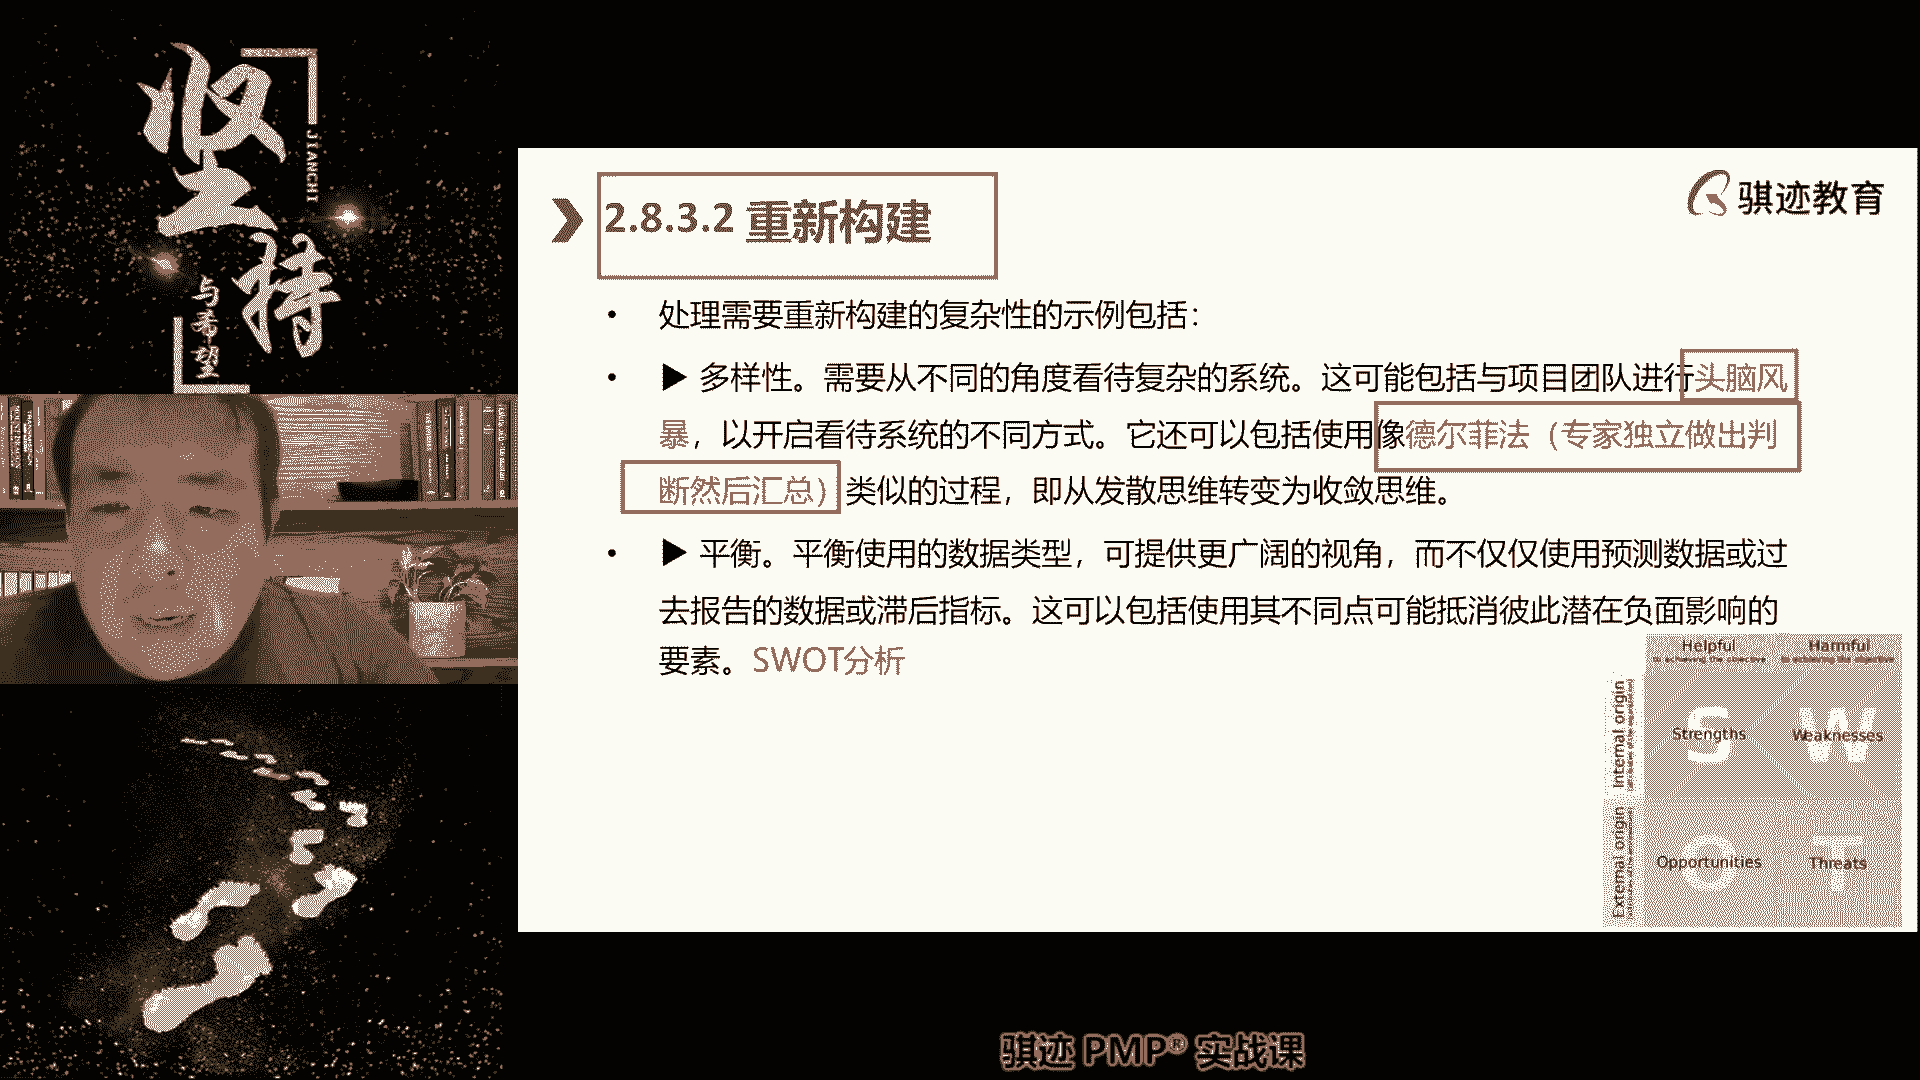 坚持
JIANCHI
与希望
骐迹教育
2.8.3.2 重新构建
• 处理需要重新构建的复杂性的示例包括：
• ▶ 多样性。需要从不同的角度看待复杂的系统。这可能包括与项目团队进行头脑风
暴，以开启看待系统的不同方式。它还可以包括使用像德尔菲法（专家独立做出判
断然后汇总）类似的过程，即从发散思维转变为收敛思维。
• ▶ 平衡。平衡使用的数据类型，可提供更广阔的视角，而不仅仅使用预测数据或过
去报告的数据或滞后指标。这可以包括使用其不同点可能抵消彼此潜在负面影响的
要素。SWOT分析
Helpful
to achieving the objective
Harmful
to achieving the objective
Internal origin
S
Strengths
W
Weaknesses
External origin
O
Opportunities
T
Threats
骐迹 PMP® 实战课